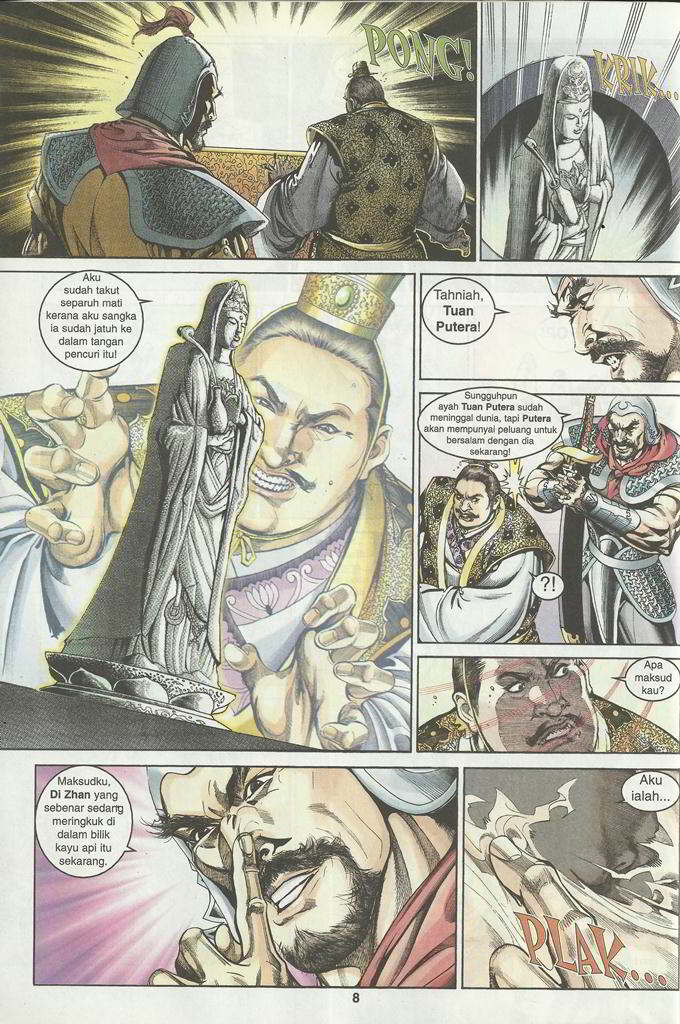 PONG!
KRIK...
Aku
sudah takut
separuh mati
kerana aku sangka
ia sudah jatuh ke
dalam tangan
pencuri itu!
Tahniah,
Tuan
Putera!
Sungguhpun
ayah Tuan Putera sudah
meninggal dunia, tapi Putera
akan mempunyai peluang untuk
bersalam dengan dia
sekarang!
?!
Apa
maksud
kau?
Maksudku,
Di Zhan yang
sebenar sedang
meringkuk di
dalam bilik
kayu api itu
sekarang.
Aku
ialah...
PLAK...
8